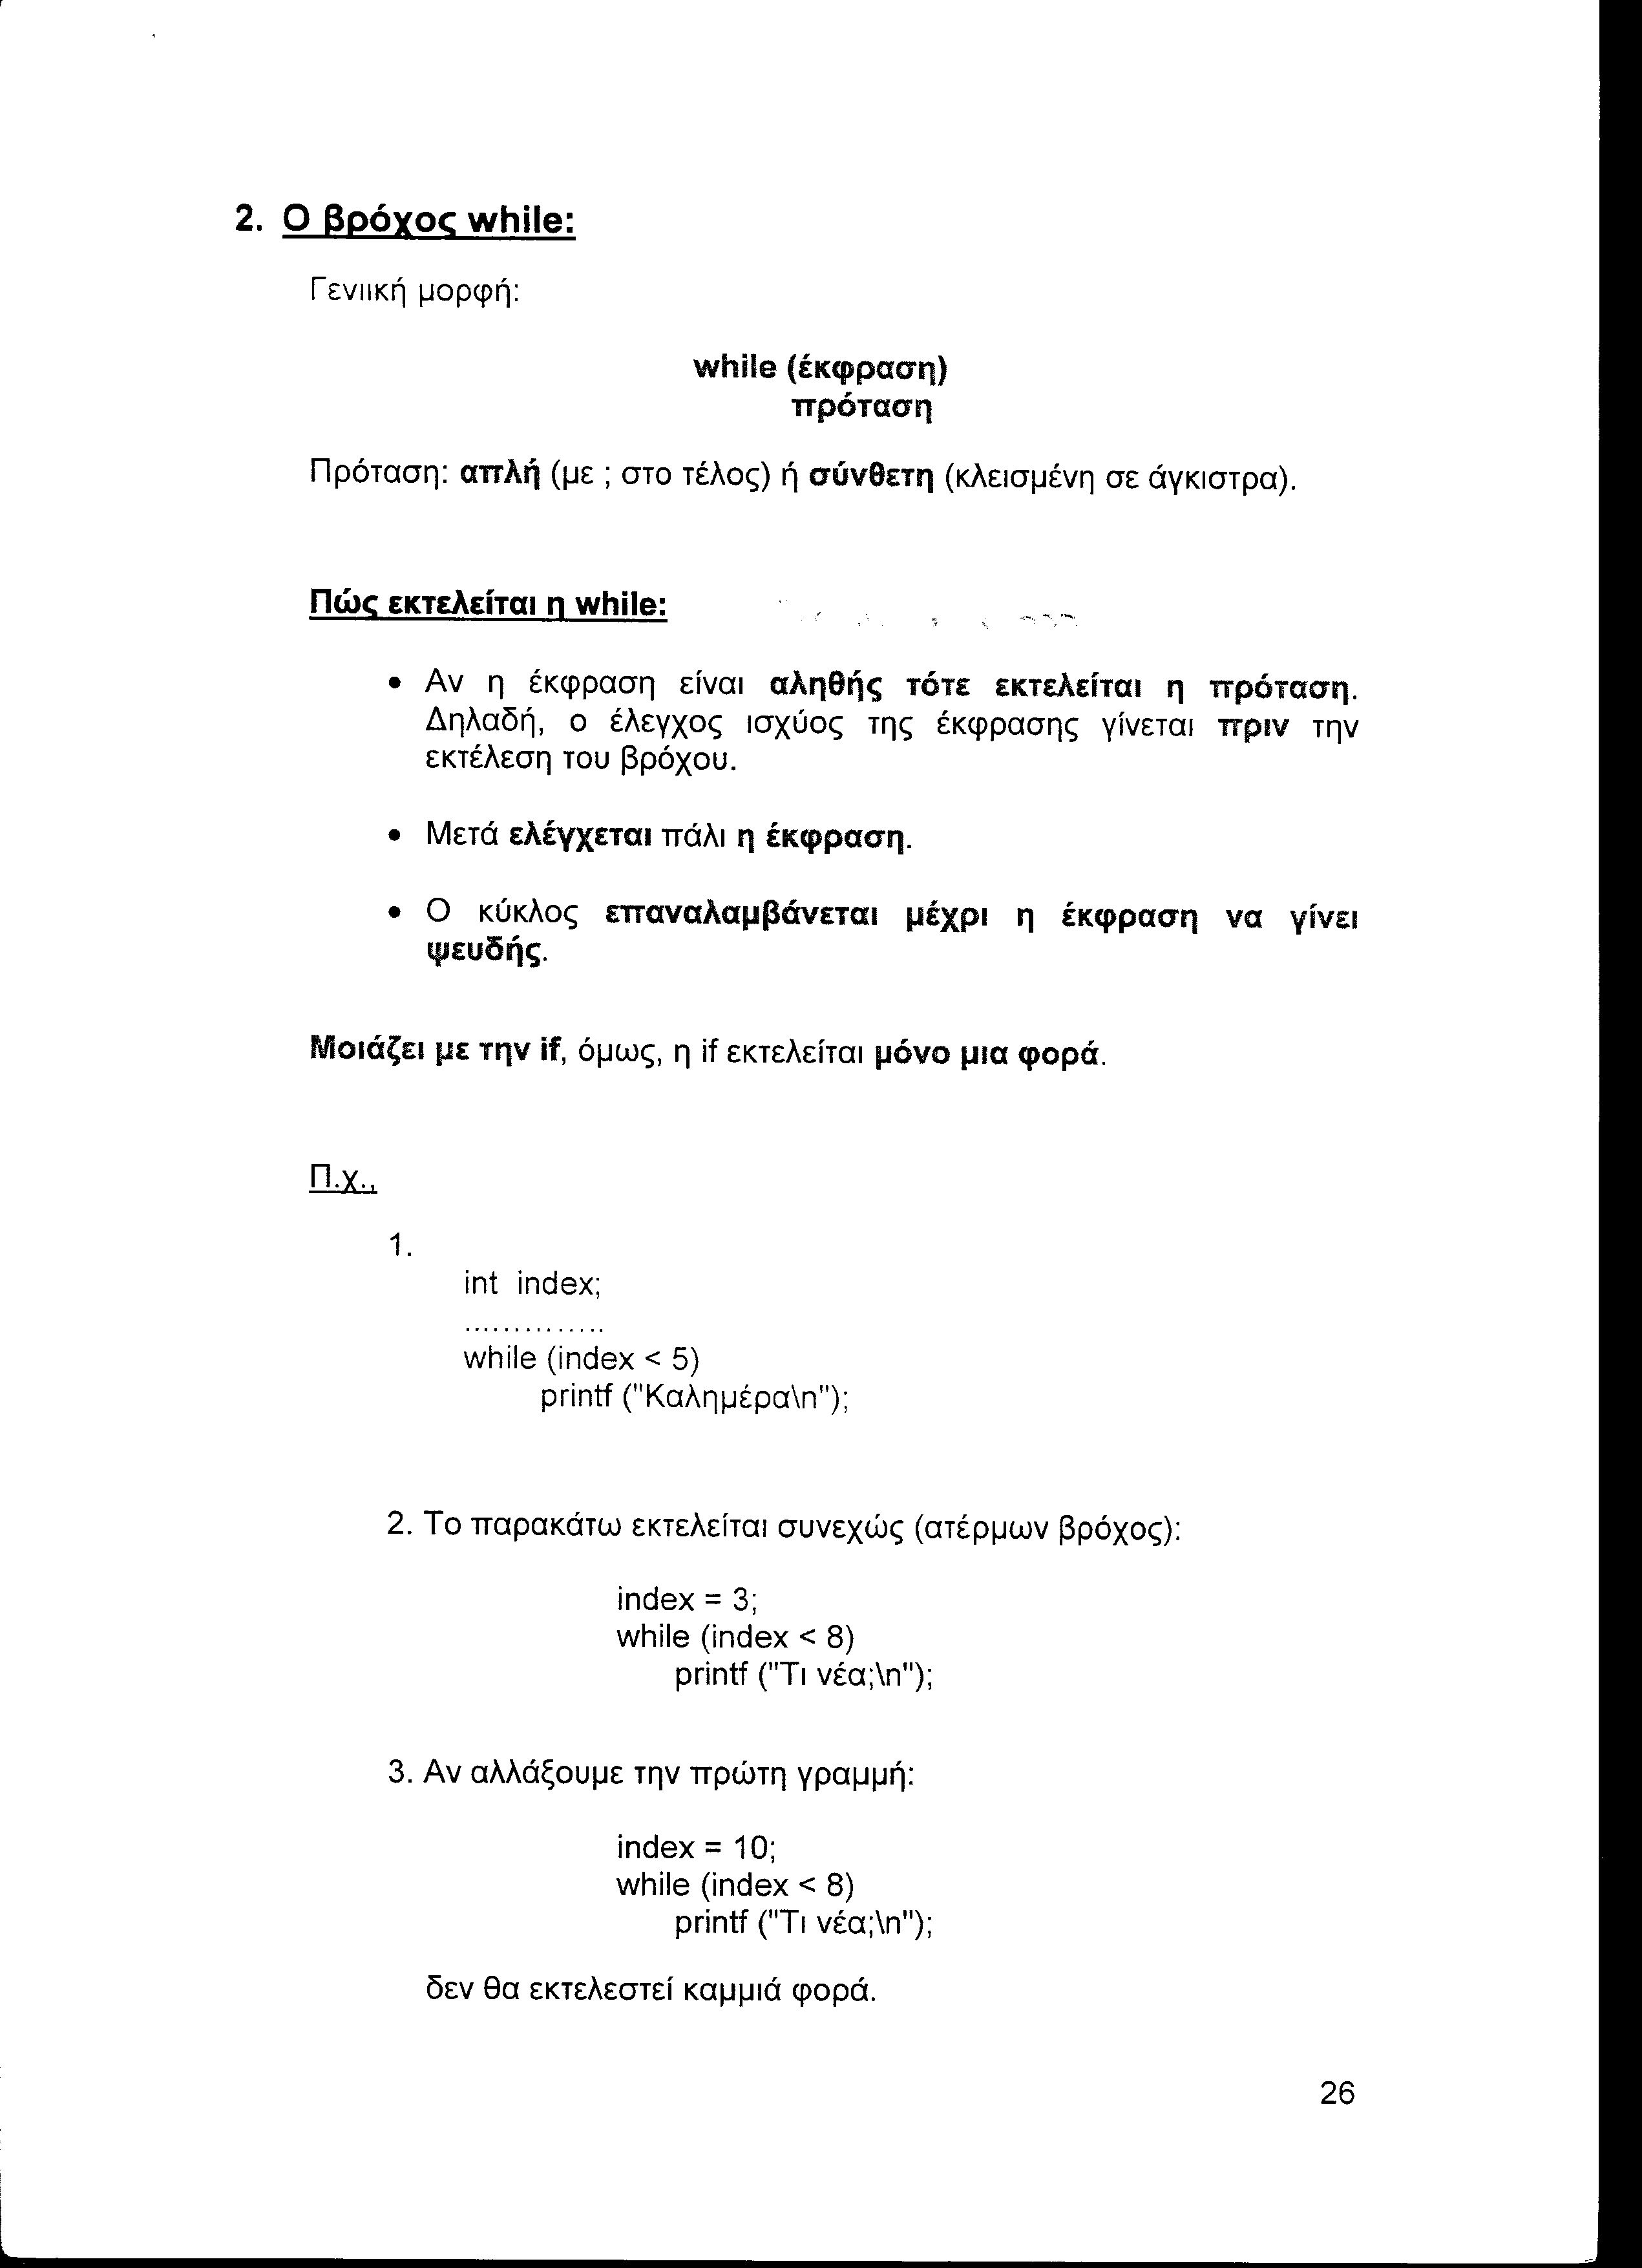 2. Ο βρόχος while:
Γενιική μορφή:
while (έκφραση)
πρόταση
Πρόταση: απλή (με ; στο τέλος) ή σύνθετη (κλεισμένη σε άγκιστρα).
Πώς εκτελείται η while:
• Αν η έκφραση είναι αληθής τότε εκτελείται η πρόταση.
Δηλαδή, ο έλεγχος ισχύος της έκφρασης γίνεται πριν την
εκτέλεση του βρόχου.
• Μετά ελέγχεται πάλι η έκφραση.
• Ο κύκλος επαναλαμβάνεται μέχρι η έκφραση να γίνει
ψευδής.
Μοιάζει με την if, όμως, η if εκτελείται μόνο μια φορά.
Π.χ.,
1.
int index;
..............
while (index < 5)
printf ("Καλημέρα\n");
2. Το παρακάτω εκτελείται συνεχώς (ατέρμων βρόχος):
index = 3;
while (index < 8)
printf ("Τι νέα;\n");
3. Αν αλλάξουμε την πρώτη γραμμή:
index = 10;
while (index < 8)
printf ("Τι νέα;\n");
δεν θα εκτελεστεί καμμιά φορά.
26